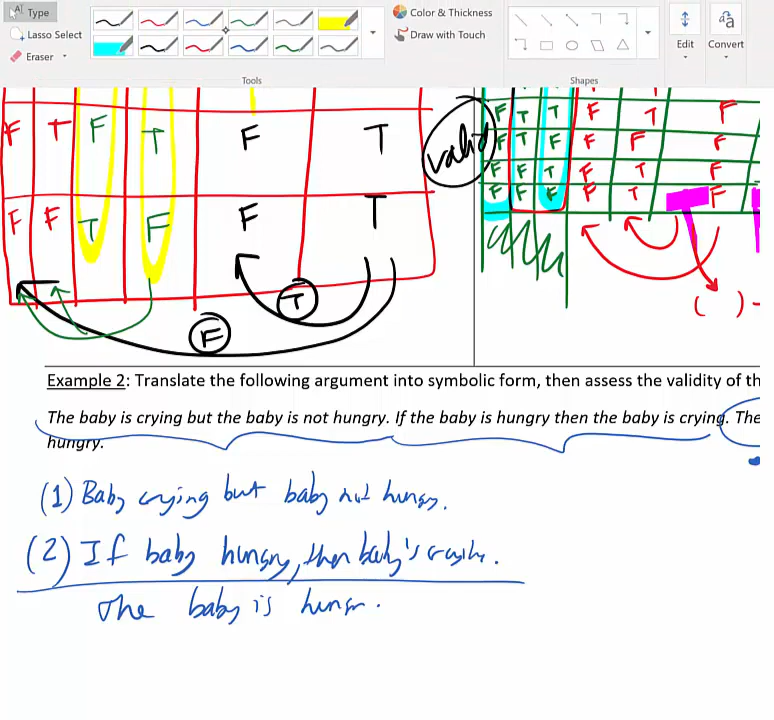 Type
Color & Thickness
Lasso Select
Draw with Touch
Eraser
Edit
Convert
Tools
Shapes
F T T F T F
F T F T F T
valid
F T F F F F
F F T F T F
F F F F T F
F F T F F T
T
F
( ) -
Example 2: Translate the following argument into symbolic form, then assess the validity of th
The baby is crying but the baby is not hungry. If the baby is hungry then the baby is crying. The
hungry.
(1) Baby crying but baby not hungry.
(2) If baby hungry, then baby's crying.
The baby is